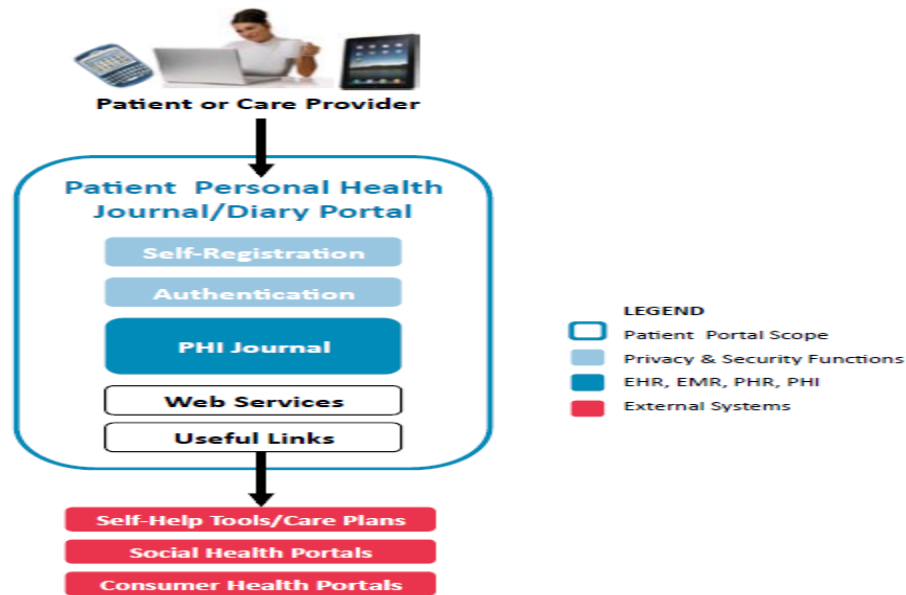 Patient or Care Provider
Patient Personal Health
Journal/Diary Portal
Self-Registration
Authentication
PHI Journal
Web Services
Useful Links
Self-Help Tools/Care Plans
Social Health Portals
Consumer Health Portals
LEGEND
Patient Portal Scope
Privacy & Security Functions
EHR, EMR, PHR, PHI
External Systems